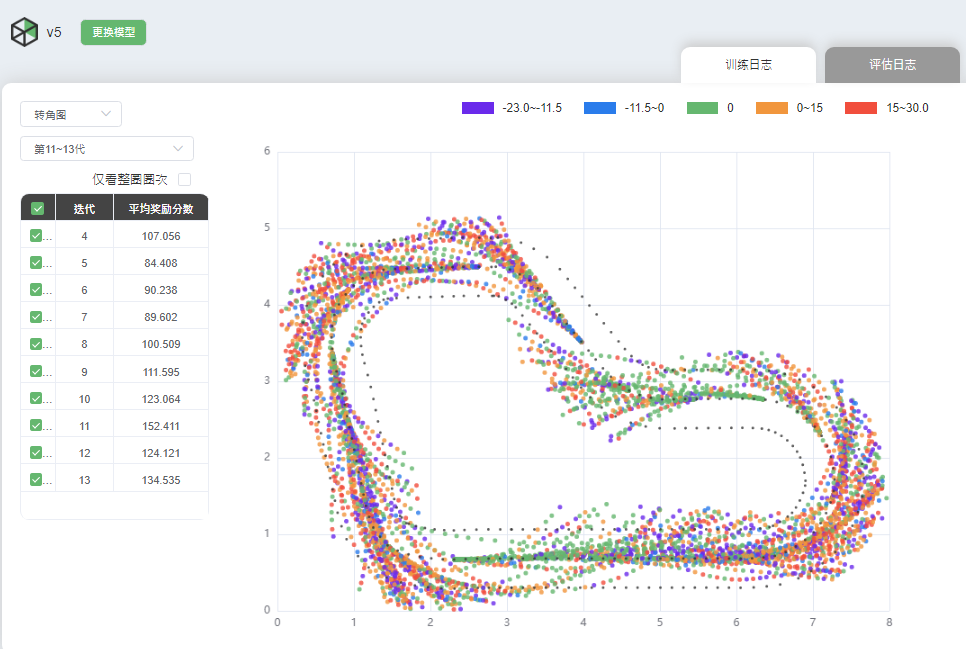 v5
更换模型
训练日志
评估日志
转角图
第11~13代
仅看整圈圈次
迭代 平均奖励分数
... 4 107.056
... 5 84.408
... 6 90.238
... 7 89.602
... 8 100.509
... 9 111.595
... 10 123.064
... 11 152.411
... 12 124.121
... 13 134.535
-23.0~-11.5 -11.5~0 0 0~15 15~30.0
6
5
4
3
2
1
0
0 1 2 3 4 5 6 7 8